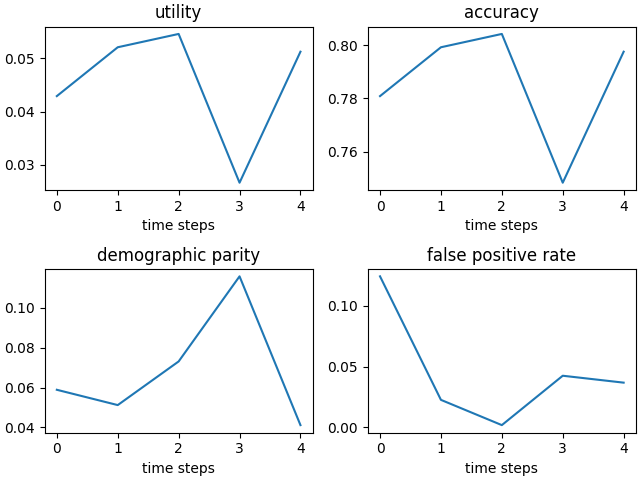 utility
0.05
0.04
0.03
0 1 2 3 4
time steps
accuracy
0.80
0.78
0.76
0 1 2 3 4
time steps
demographic parity
0.10
0.08
0.06
0.04
0 1 2 3 4
time steps
false positive rate
0.10
0.05
0.00
0 1 2 3 4
time steps